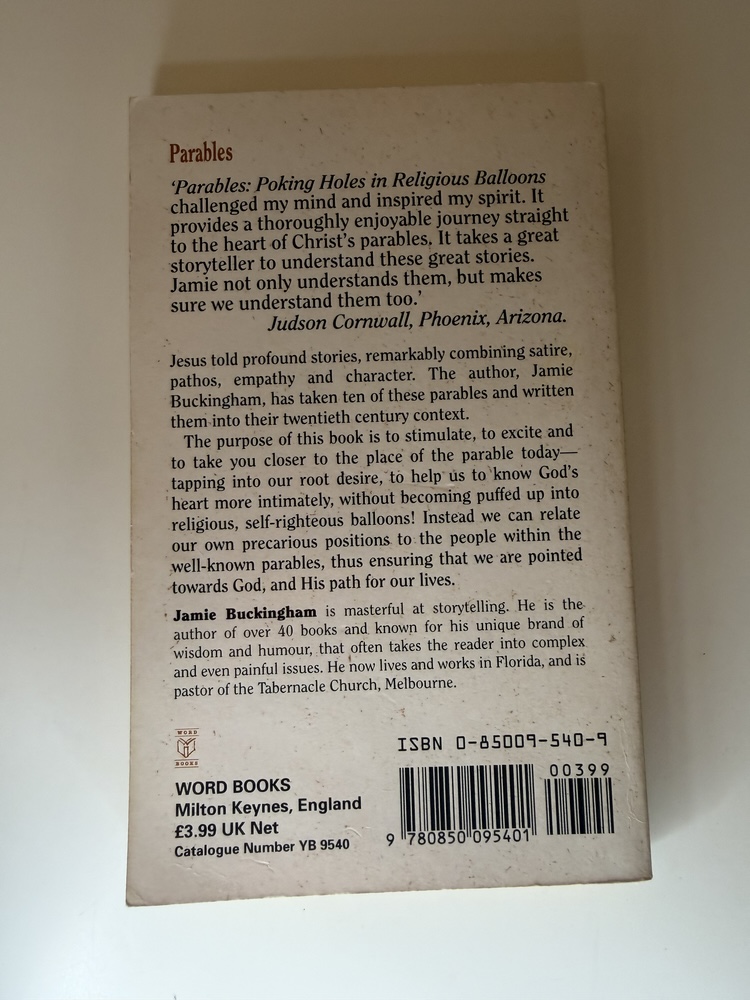 Parables
‘Parables: Poking Holes in Religious Balloons
challenged my mind and inspired my spirit. It
provides a thoroughly enjoyable journey straight
to the heart of Christ’s parables. It takes a great
storyteller to understand these great stories.
Jamie not only understands them, but makes
sure we understand them too.’
Judson Cornwall, Phoenix, Arizona.
Jesus told profound stories, remarkably combining satire,
pathos, empathy and character. The author, Jamie
Buckingham, has taken ten of these parables and written
them into their twentieth century context.
The purpose of this book is to stimulate, to excite and
to take you closer to the place of the parable today—
tapping into our root desire, to help us to know God’s
heart more intimately, without becoming puffed up into
religious, self-righteous balloons! Instead we can relate
our own precarious positions to the people within the
well-known parables, thus ensuring that we are pointed
towards God, and His path for our lives.
Jamie Buckingham is masterful at storytelling. He is the
author of over 40 books and known for his unique brand of
wisdom and humour, that often takes the reader into complex
and even painful issues. He now lives and works in Florida, and is
pastor of the Tabernacle Church, Melbourne.
WORD
BOOKS
WORD BOOKS
Milton Keynes, England
£3.99 UK Net
Catalogue Number YB 9540
ISBN 0-85009-540-9
00399
9 780850 095401